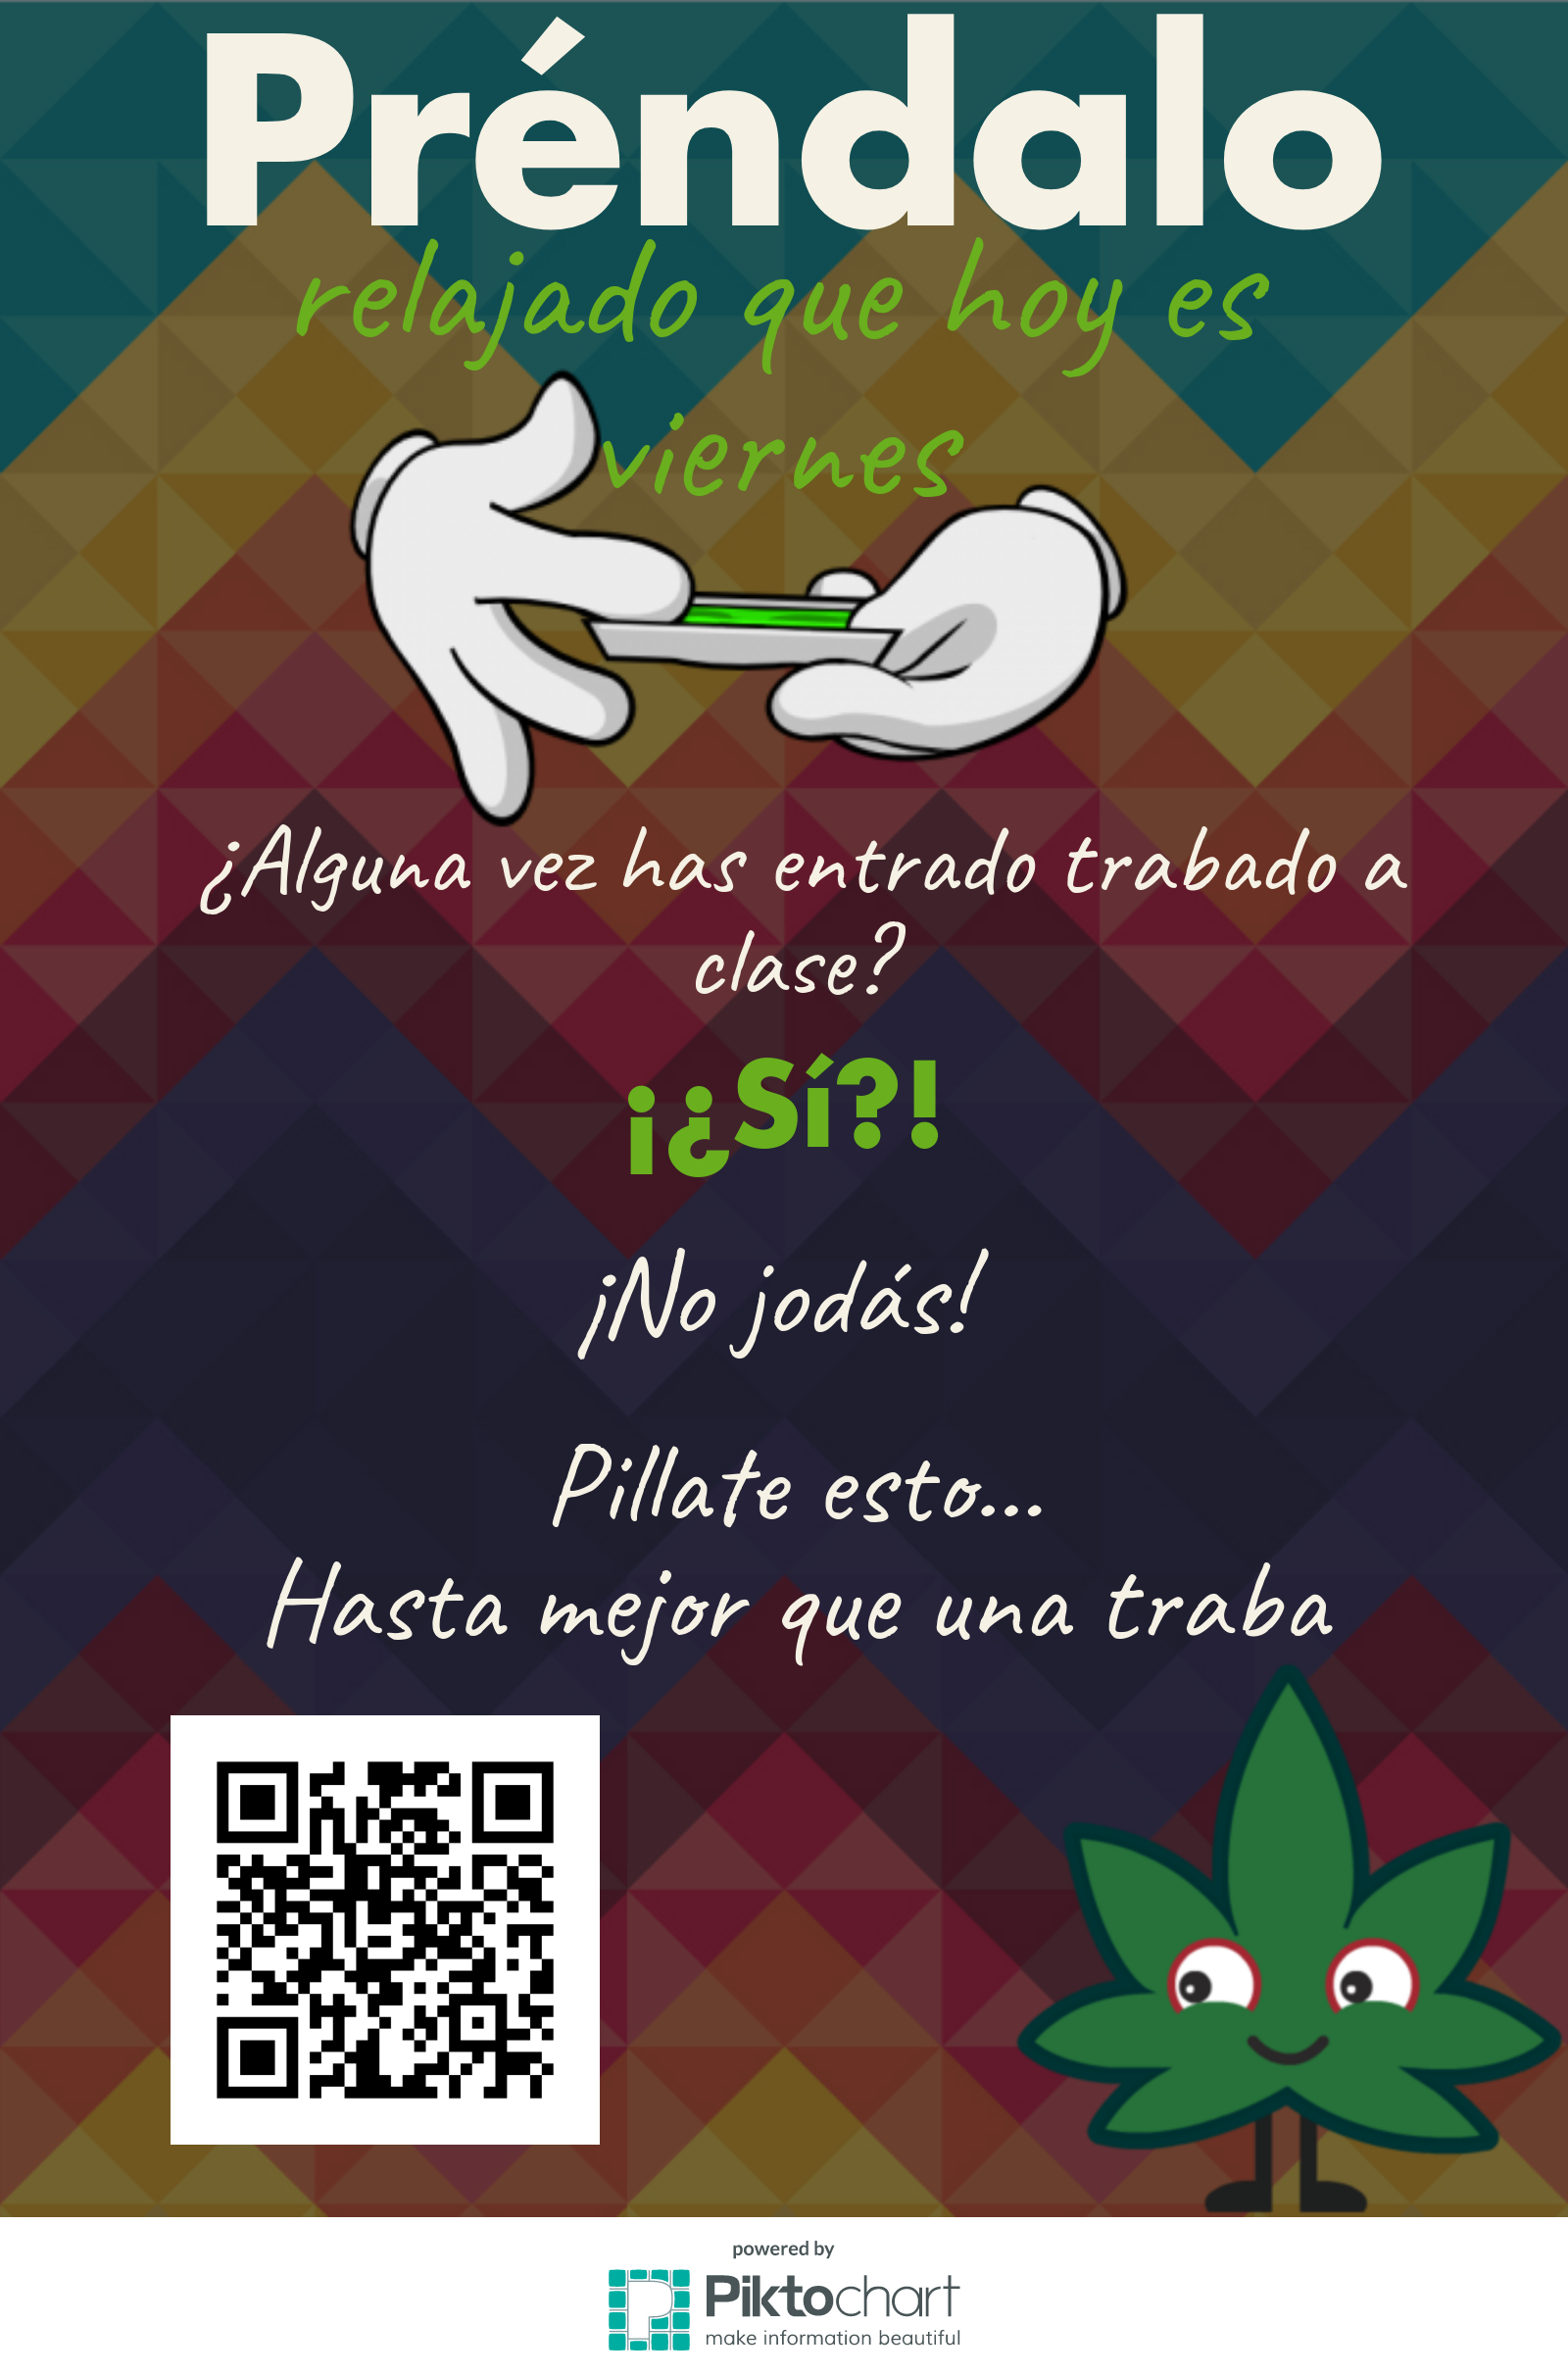 Préndalo
relajado que hoy es
viernes
¿Alguna vez has entrado trabado a
clase?
¡¿Sí?!
¡No jodás!
Pillate esto...
Hasta mejor que una traba
powered by
Piktochart
make information beautiful